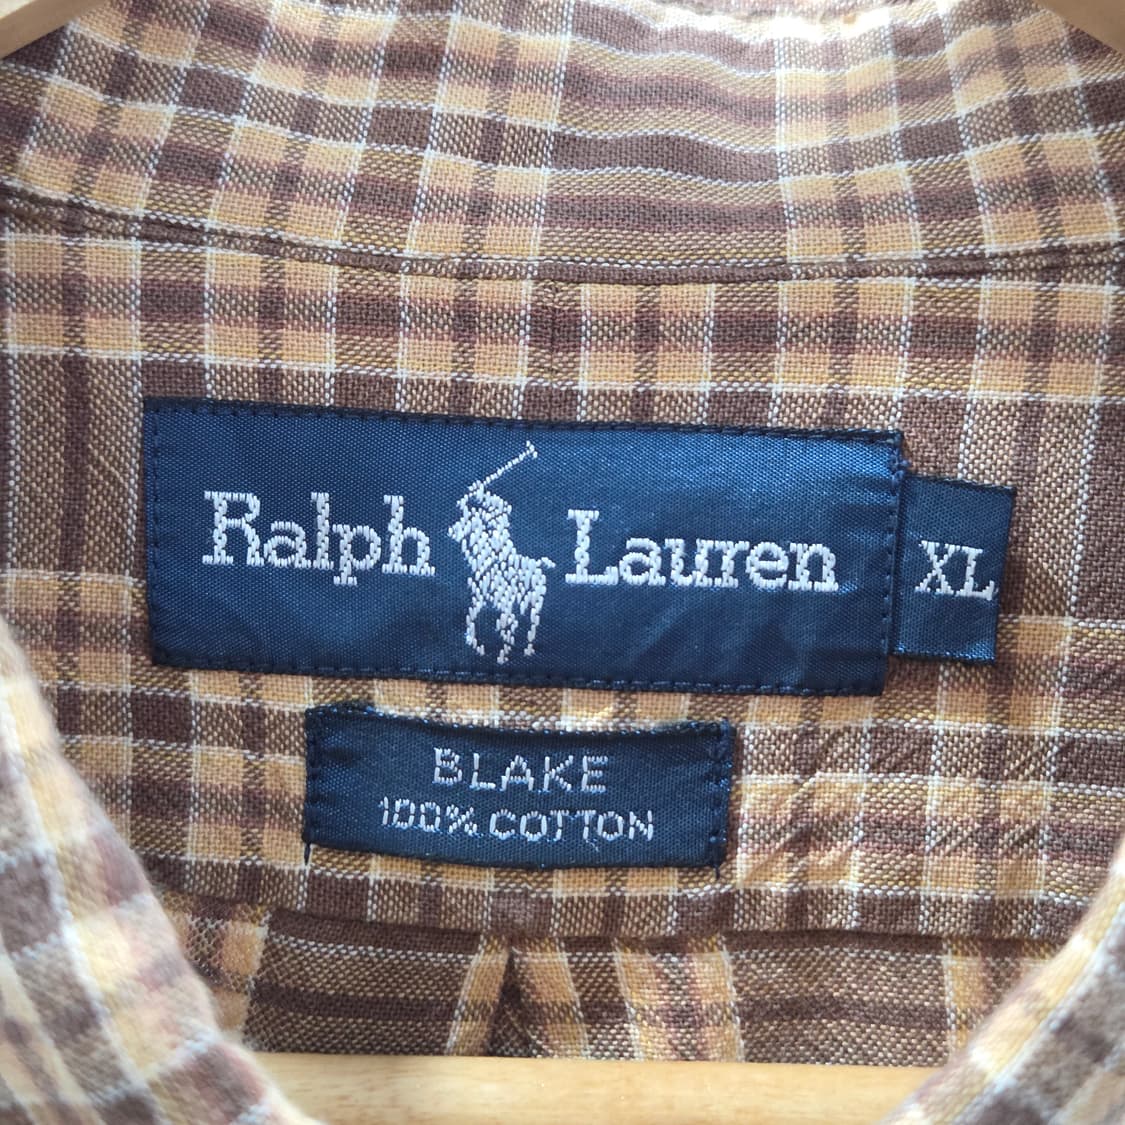 Ralph Lauren
XL
BLAKE
100% COTTON